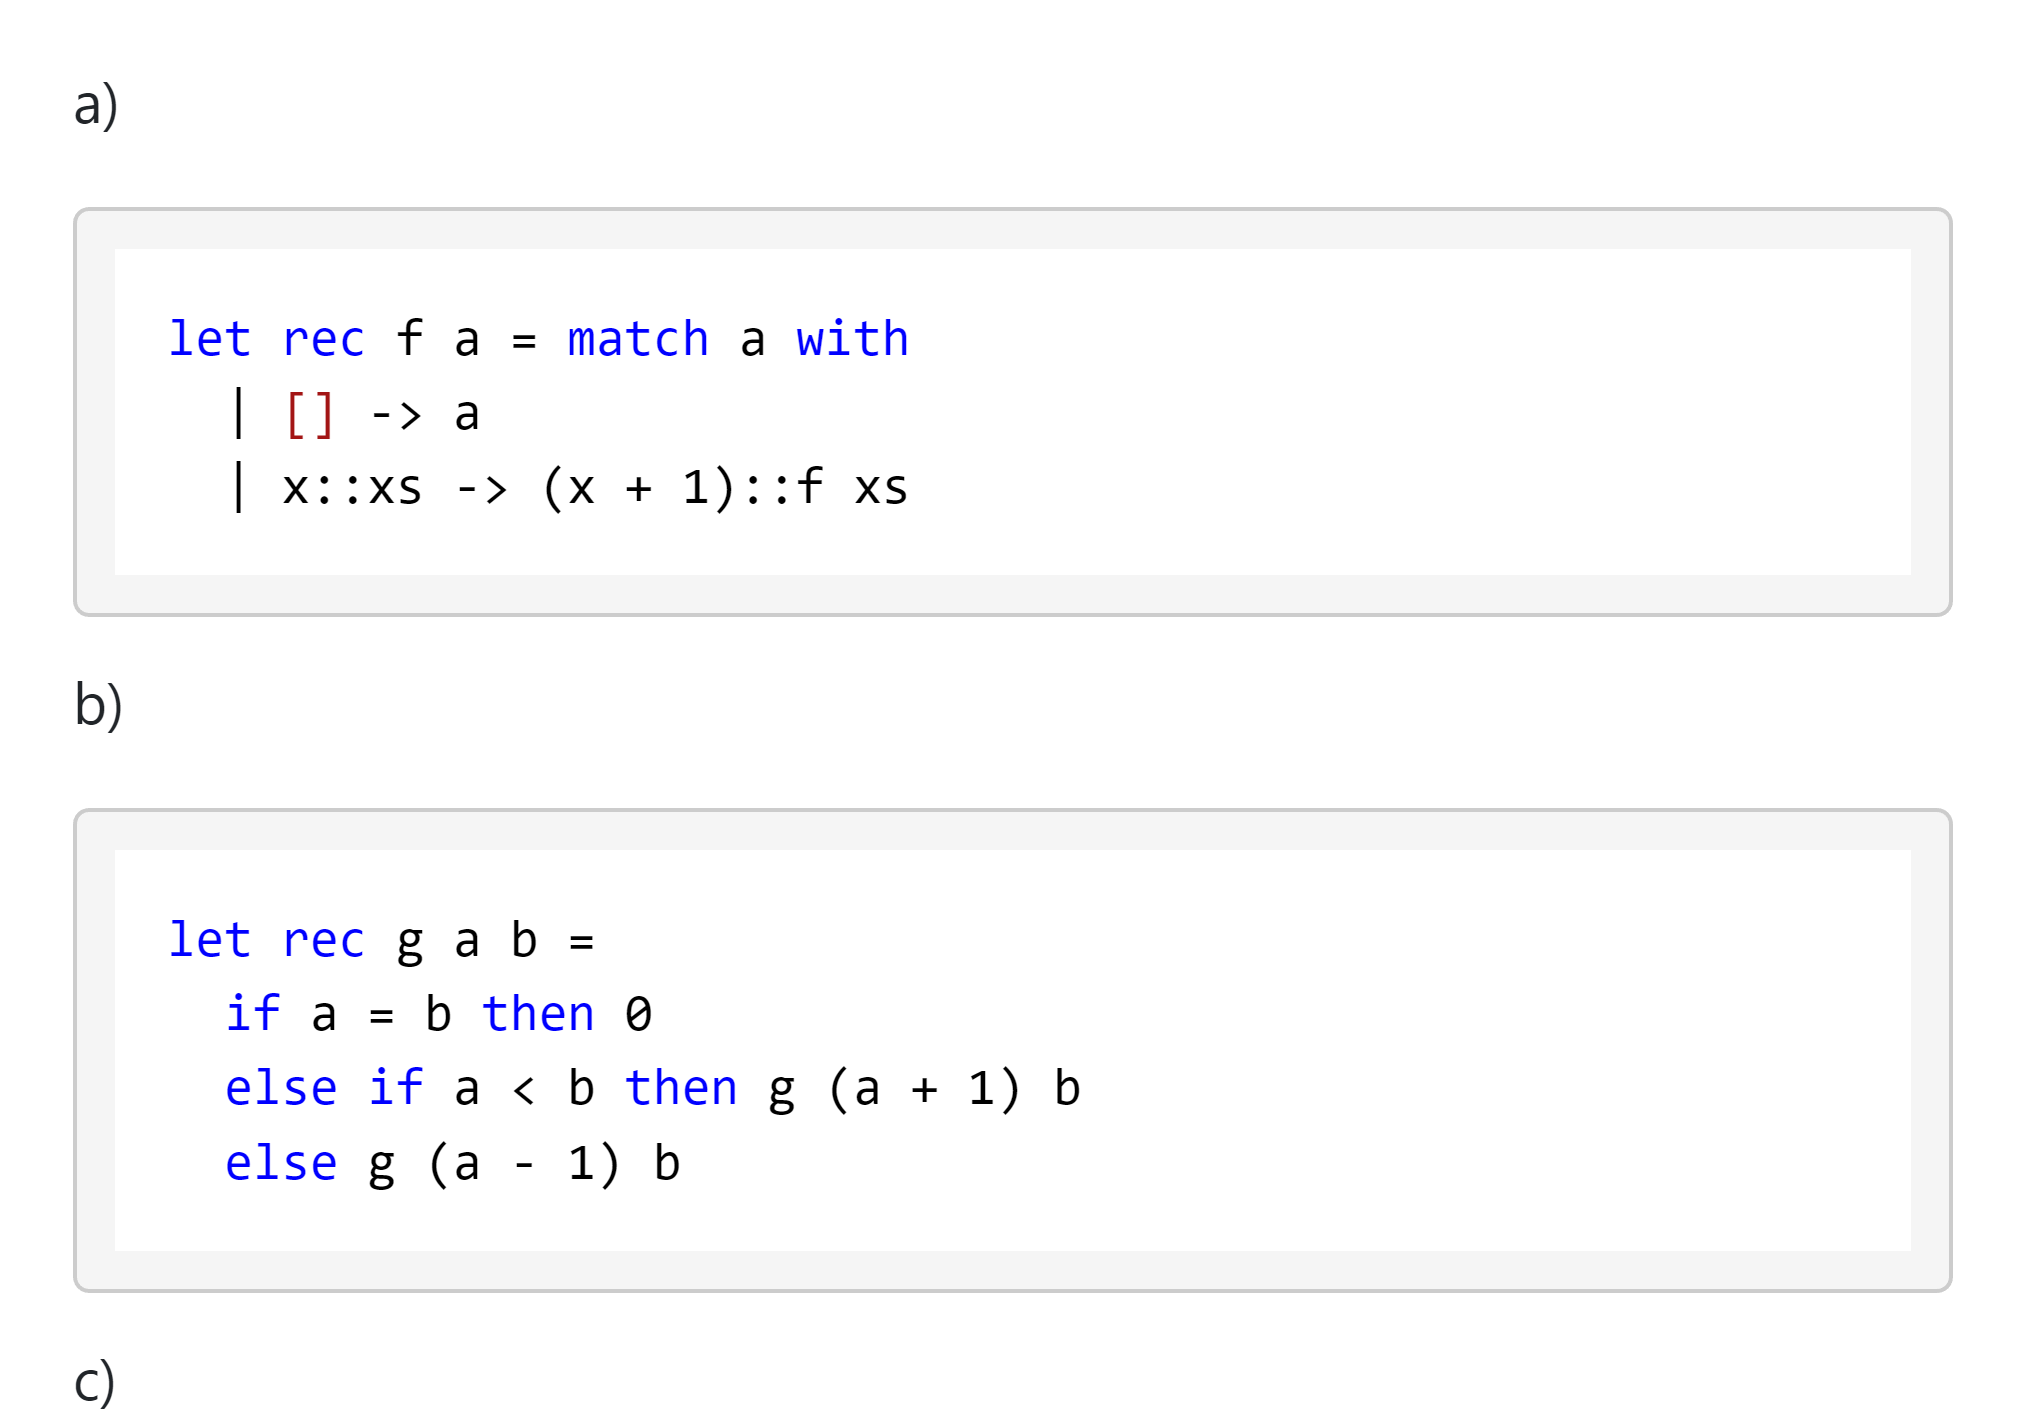 a)
let rec f a = match a with
| [] -> a
| x::xs -> (x + 1)::f xs
b)
let rec g a b =
if a = b then 0
else if a < b then g (a + 1) b
else g (a - 1) b
c)